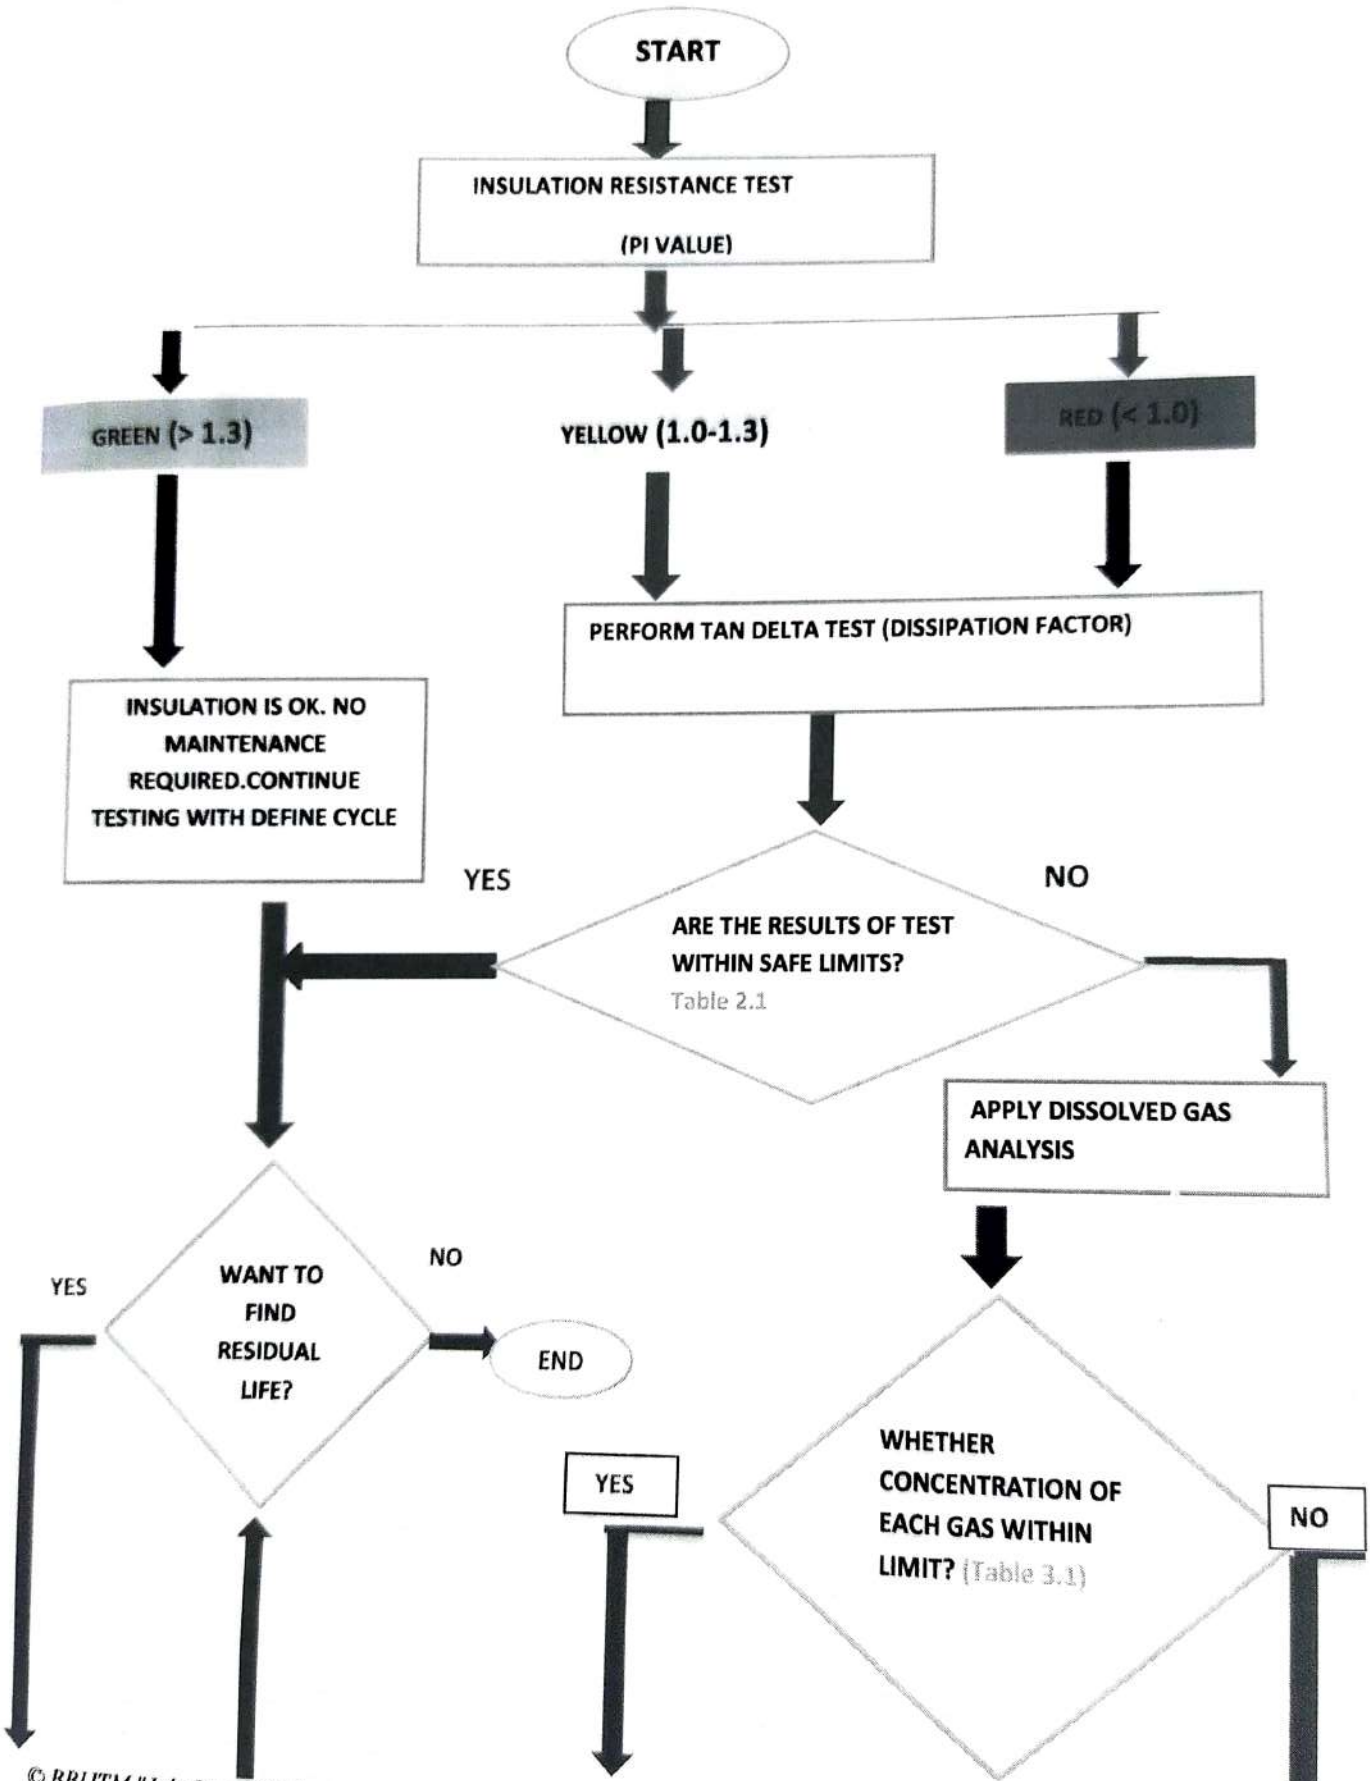 START
INSULATION RESISTANCE TEST
(PI VALUE)
GREEN (> 1.3)
YELLOW (1.0-1.3)
RED (< 1.0)
PERFORM TAN DELTA TEST (DISSIPATION FACTOR)
INSULATION IS OK. NO
MAINTENANCE
REQUIRED.CONTINUE
TESTING WITH DEFINE CYCLE
YES
NO
ARE THE RESULTS OF TEST
WITHIN SAFE LIMITS?
Table 2.1
APPLY DISSOLVED GAS
ANALYSIS
NO
YES
WANT TO
FIND
RESIDUAL
LIFE?
END
WHETHER
CONCENTRATION OF
EACH GAS WITHIN
LIMIT? (Table 3.1)
YES
NO
©